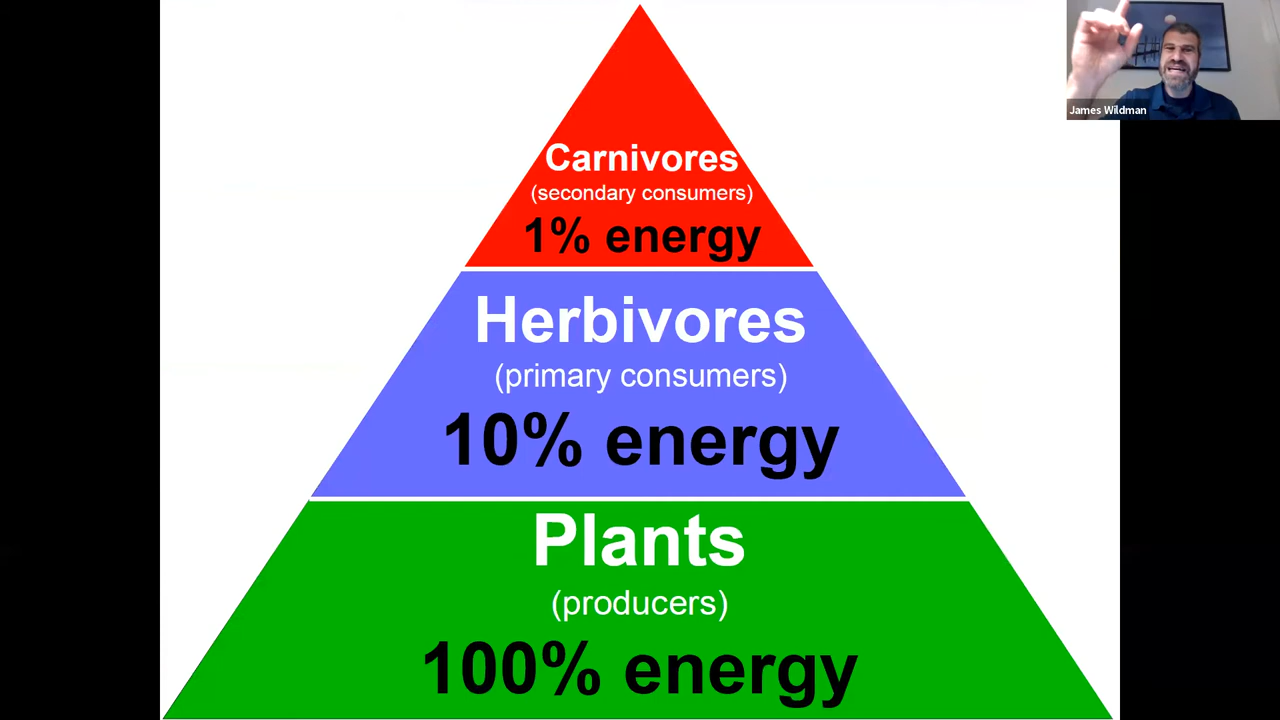 Carnivores
(secondary consumers)
1% energy
Herbivores
(primary consumers)
10% energy
Plants
(producers)
100% energy
James Wildman